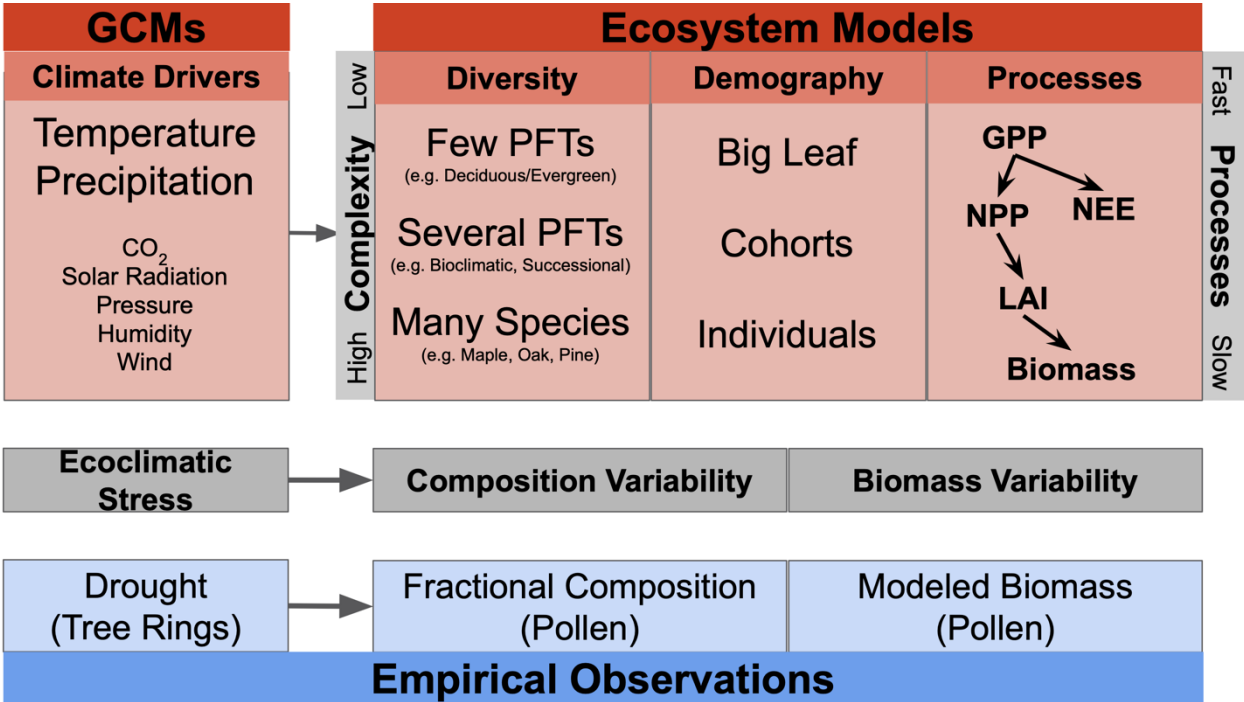 GCMs
Climate Drivers
Temperature
Precipitation
CO2
Solar Radiation
Pressure
Humidity
Wind
Ecosystem Models
Low
Complexity
High
Diversity
Few PFTs
(e.g. Deciduous/Evergreen)
Several PFTs
(e.g. Bioclimatic, Successional)
Many Species
(e.g. Maple, Oak, Pine)
Demography
Big Leaf
Cohorts
Individuals
Processes
GPP
NPP
NEE
LAI
Biomass
Fast
Processes
Slow
Ecoclimatic
Stress
Composition Variability
Biomass Variability
Drought
(Tree Rings)
Fractional Composition
(Pollen)
Modeled Biomass
(Pollen)
Empirical Observations